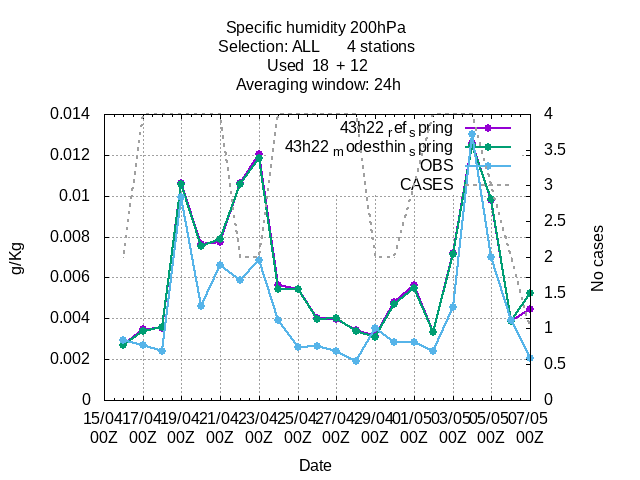 Specific humidity 200hPa
Selection: ALL 4 stations
Used 18 + 12
Averaging window: 24h
43h22 refspring
43h22 modesthinspring
OBS
CASES
0.014
0.012
0.01
0.008
0.006
0.004
0.002
0
4
3.5
3
2.5
2
1.5
1
0.5
0
g/Kg
No cases
15/04 17/04 19/04 21/04 23/04 25/04 27/04 29/04 01/05 03/05 05/05 07/05
00Z 00Z 00Z 00Z 00Z 00Z 00Z 00Z 00Z 00Z 00Z 00Z
Date